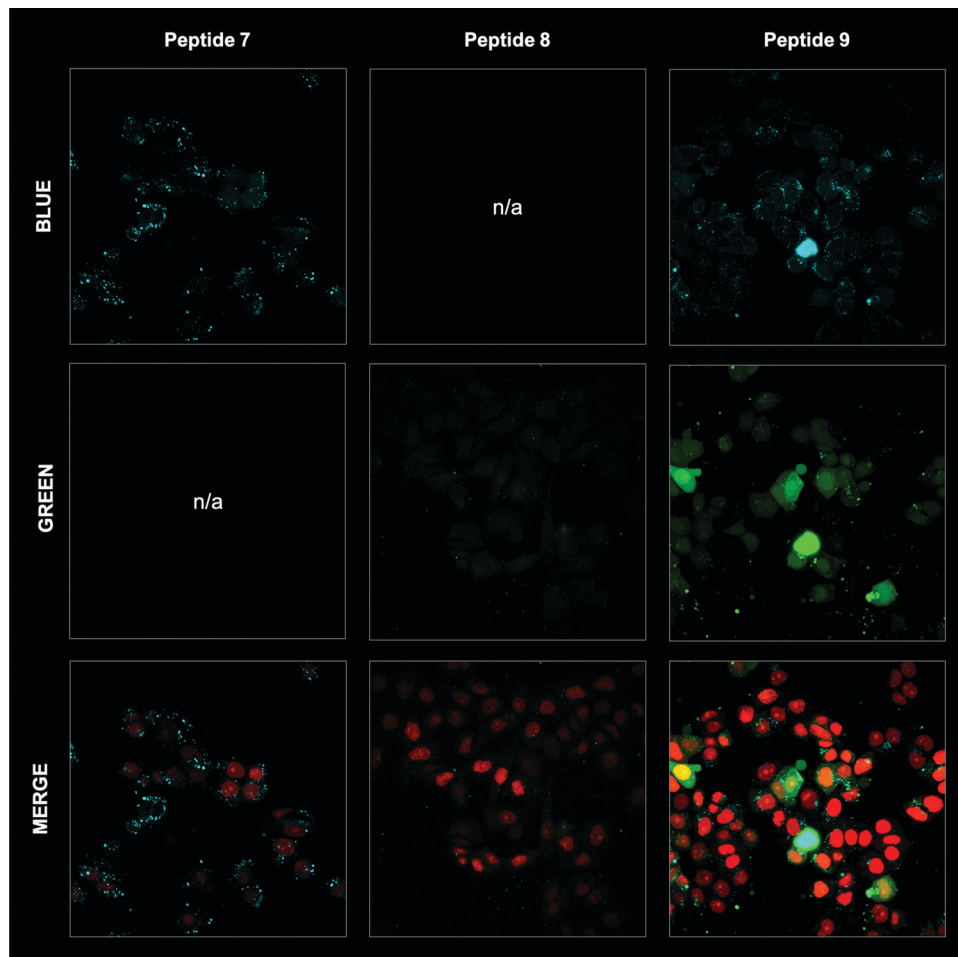 Peptide 7
Peptide 8
Peptide 9
BLUE
n/a
GREEN
n/a
MERGE